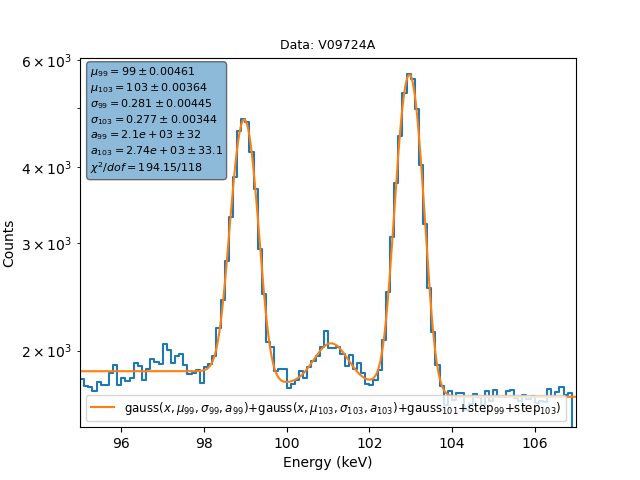 Data: V09724A
μ₉₉ = 99 ± 0.00461
μ₁₀₃ = 103 ± 0.00364
σ₉₉ = 0.281 ± 0.00445
σ₁₀₃ = 0.277 ± 0.00344
a₉₉ = 2.1e + 03 ± 32
a₁₀₃ = 2.74e + 03 ± 33.1
χ²/dof = 194.15/118
6 × 10³
4 × 10³
3 × 10³
2 × 10³
Counts
gauss(x, μ₉₉, σ₉₉, a₉₉)+gauss(x, μ₁₀₃, σ₁₀₃, a₁₀₃)+gauss₁₀₁+step₉₉+step₁₀₃)
96 98 100 102 104 106
Energy (keV)